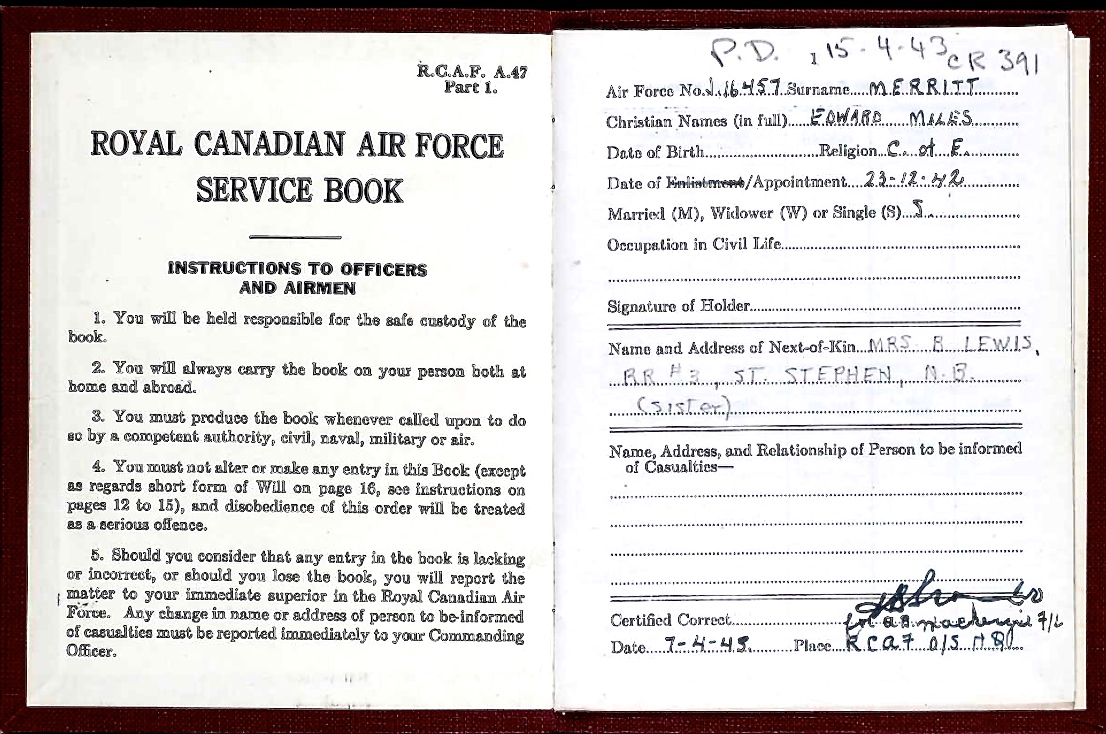 R.C.A.F. A.47
Part 1.
ROYAL CANADIAN AIR FORCE
SERVICE BOOK
INSTRUCTIONS TO OFFICERS
AND AIRMEN
1. You will be held responsible for the safe custody of the
book.
2. You will always carry the book on your person both at
home and abroad.
3. You must produce the book whenever called upon to do
so by a competent authority, civil, naval, military or air.
4. You must not alter or make any entry in this Book (except
as regards short form of Will on page 16, see instructions on
pages 12 to 15), and disobedience of this order will be treated
as a serious offence.
5. Should you consider that any entry in the book is lacking
or incorrect, or should you lose the book, you will report the
matter to your immediate superior in the Royal Canadian Air
Force. Any change in name or address of person to be informed
of casualties must be reported immediately to your Commanding
Officer.
P.D. 15-4-43 CR 391
Air Force No. J.16457 Surname MERRITT
Christian Names (in full) EDWARD MILES
Date of Birth Religion C. of E.
Date of Enlistment/Appointment 23-12-42
Married (M), Widower (W) or Single (S) S.
Occupation in Civil Life
Signature of Holder
Name and Address of Next-of-Kin MRS. B LEWIS,
RR #3, ST. STEPHEN, N.B.
(Sister)
Name, Address, and Relationship of Person to be informed
of Casualties—
Certified Correct
for F/L
Date 7-4-43. Place RCAF O/S H.Q.